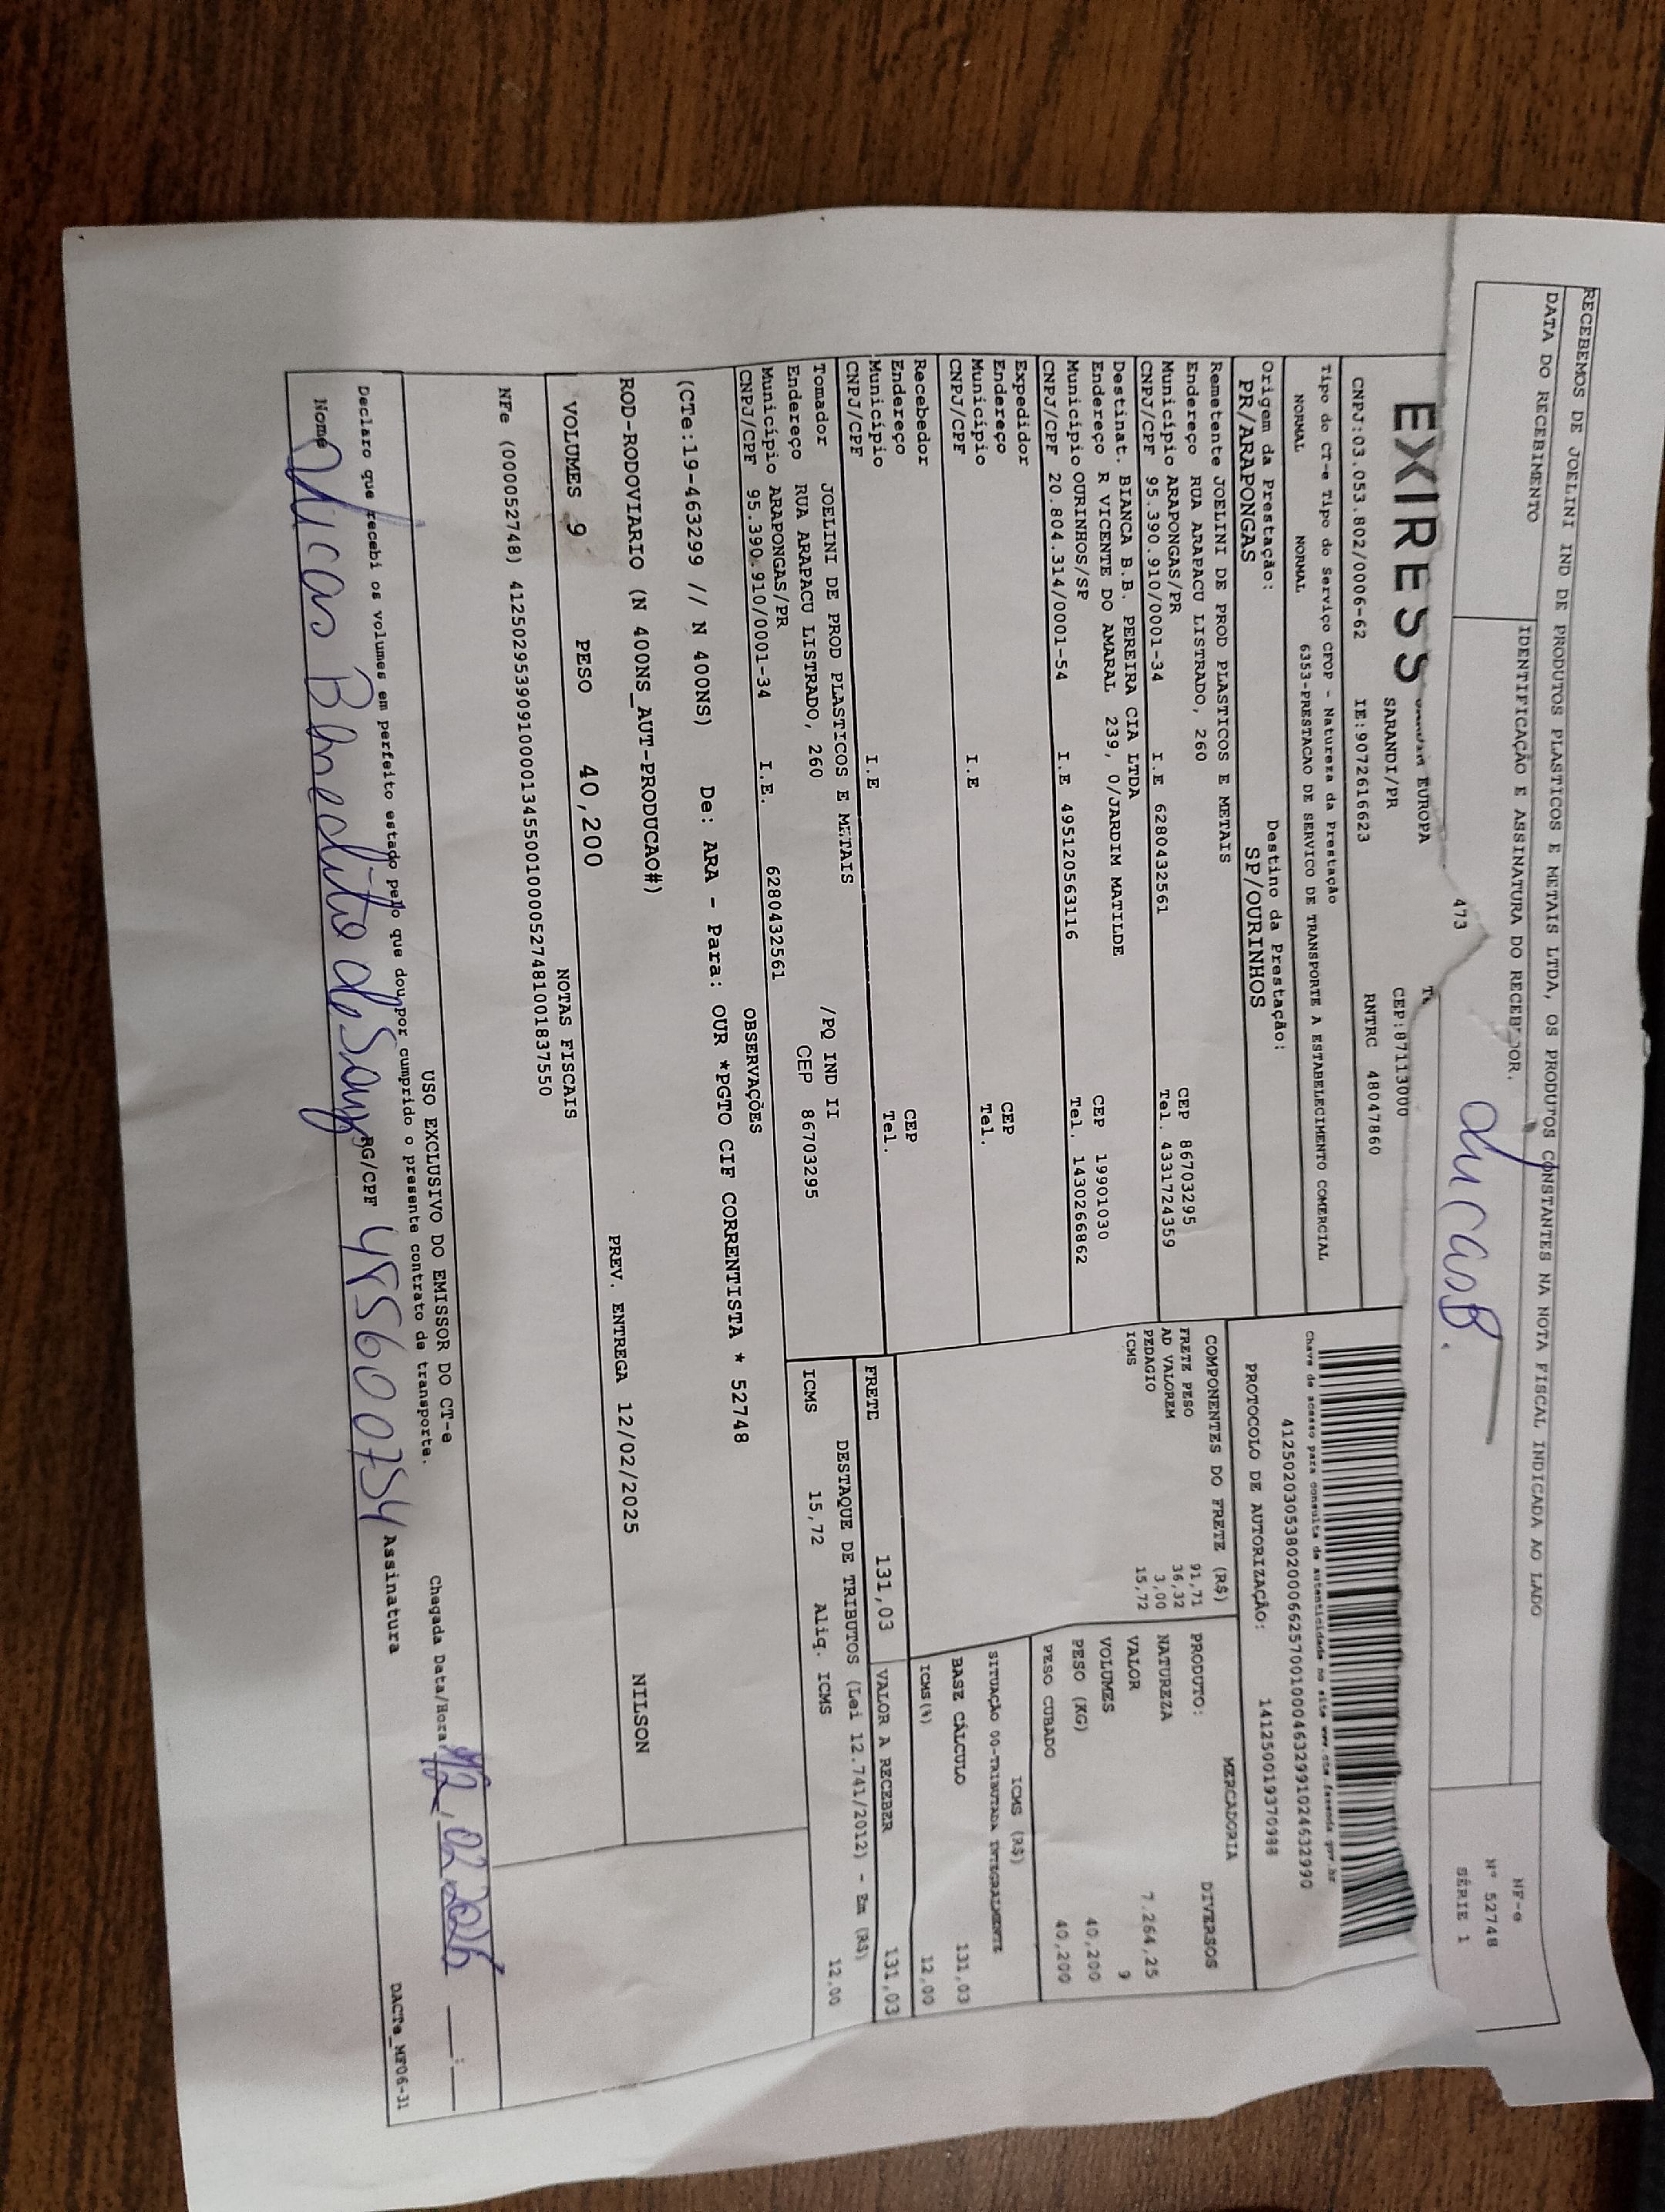 RECEBEMOS DE JOELINI IND DE PRODUTOS PLASTICOS E METAIS LTDA, OS PRODUTOS CONSTANTES NA NOTA FISCAL INDICADA AO LADO
DATA DO RECEBIMENTO
IDENTIFICAÇÃO E ASSINATURA DO RECEBEDOR.
LucasB.
NF-e
N° 52748
SÉRIE 1
473
EXPRESS
EUROPA
SARANDI/PR
CEP:87113000
CNPJ:03.053.802/0006-62 IE:9072616623 RNTRC 48047860
Tipo do CT-e Tipo do Serviço CFOP - Natureza da Prestação
NORMAL NORMAL 6353-PRESTACAO DE SERVICO DE TRANSPORTE A ESTABELECIMENTO COMERCIAL
Chave de acesso para consulta de autenticidade no site www.cte.fazenda.gov.br
41250203053802000662570010004632991024632990
PROTOCOLO DE AUTORIZAÇÃO: 141250019370988
Origem da Prestação: Destino da Prestação:
PR/ARAPONGAS SP/OURINHOS
Remetente JOELINI DE PROD PLASTICOS E METAIS
Endereço RUA ARAPACU LISTRADO, 260 CEP 86703295
Município ARAPONGAS/PR Tel. 4331724359
CNPJ/CPF 95.390.910/0001-34 I.E 6280432561
Destinat. BIANCA B.B. PEREIRA CIA LTDA
Endereço R VICENTE DO AMARAL 239, 0/JARDIM MATILDE CEP 19901030
Município OURINHOS/SP Tel. 1430266862
CNPJ/CPF 20.804.314/0001-54 I.E 495120563116
Expedidor
Endereço CEP
Município Tel.
CNPJ/CPF I.E
Recebedor
Endereço CEP
Município Tel.
CNPJ/CPF I.E
Tomador JOELINI DE PROD PLASTICOS E METAIS /PQ IND II
Endereço RUA ARAPACU LISTRADO, 260 CEP 86703295
Município ARAPONGAS/PR
CNPJ/CPF 95.390.910/0001-34 I.E. 6280432561
COMPONENTES DO FRETE (R$)
FRETE PESO 91,71
AD VALOREM 36,32
PEDAGIO 3,00
ICMS 15,72
MERCADORIA
PRODUTO: DIVERSOS
NATUREZA
VALOR 7.264,25
VOLUMES 9
PESO (KG) 40,200
PESO CUBADO 40,200
ICMS (R$)
SITUAÇÃO 00-TRIBUTADA INTEGRALMENTE
BASE CÁLCULO 131,03
ICMS(%) 12,00
FRETE 131,03 VALOR A RECEBER 131,03
DESTAQUE DE TRIBUTOS (Lei 12.741/2012) - Em (R$)
ICMS 15,72 Aliq. ICMS 12,00
OBSERVAÇÕES
(CTe:19-463299 // N 400NS) De: ARA - Para: OUR *PGTO CIF CORRENTISTA * 52748
ROD-RODOVIARIO (N 400NS_AUT-PRODUCAO#)
PREV. ENTREGA 12/02/2025 NILSON
VOLUMES 9 PESO 40,200
NOTAS FISCAIS
NFe (000052748) 41250295390910000134550010000527481001837550
USO EXCLUSIVO DO EMISSOR DO CT-e
Declaro que recebi os volumes em perfeito estado pelo que dou por cumprido o presente contrato de transporte.
Chegada Data/Hora
Nome Lucas Benedito de RG/CPF Assinatura
DACTe_MF06-31